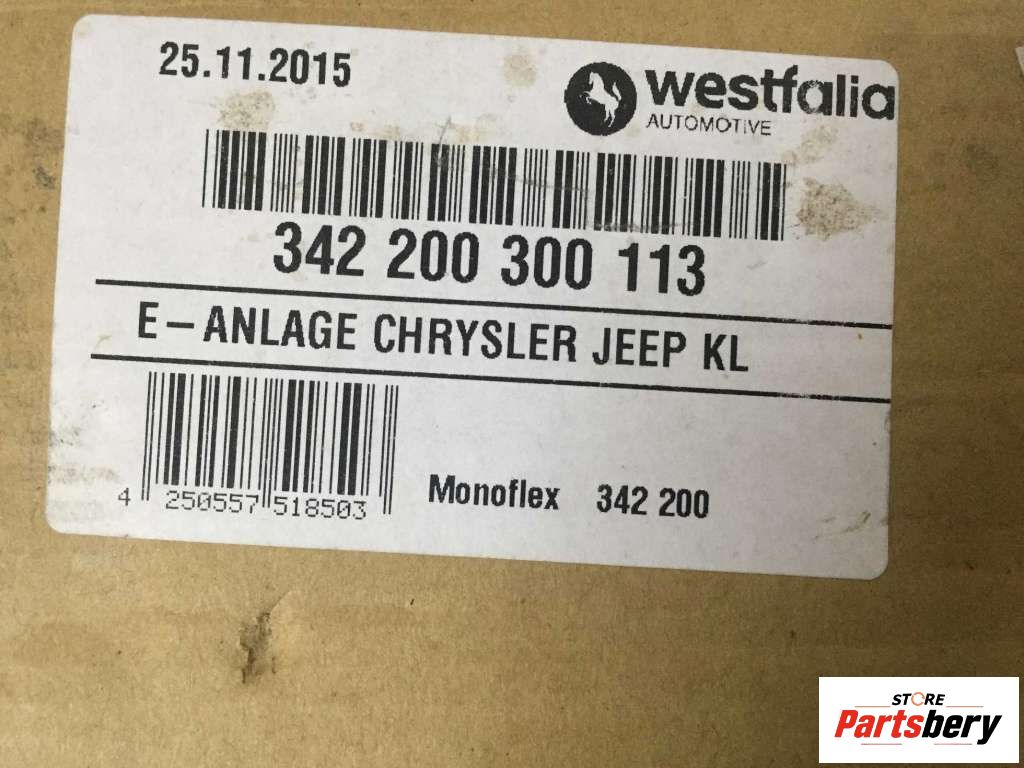 25.11.2015
westfalia
AUTOMOTIVE
342 200 300 113
E-ANLAGE CHRYSLER JEEP KL
4 250557 518503
Monoflex 342 200
STORE
Partsbery